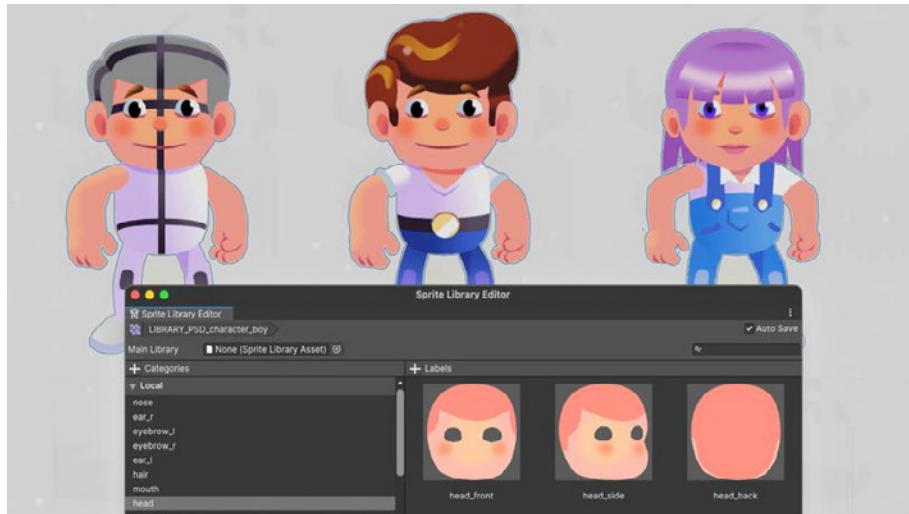 Sprite Library Editor
Sprite Library Editor
LIBRARY_PSD_character_boy
Auto Save
Main Library None (Sprite Library Asset)
+ Categories
+ Labels
Local
nose
ear_r
eyebrow_l
eyebrow_r
ear_l
hair
mouth
head
head_front
head_side
head_back